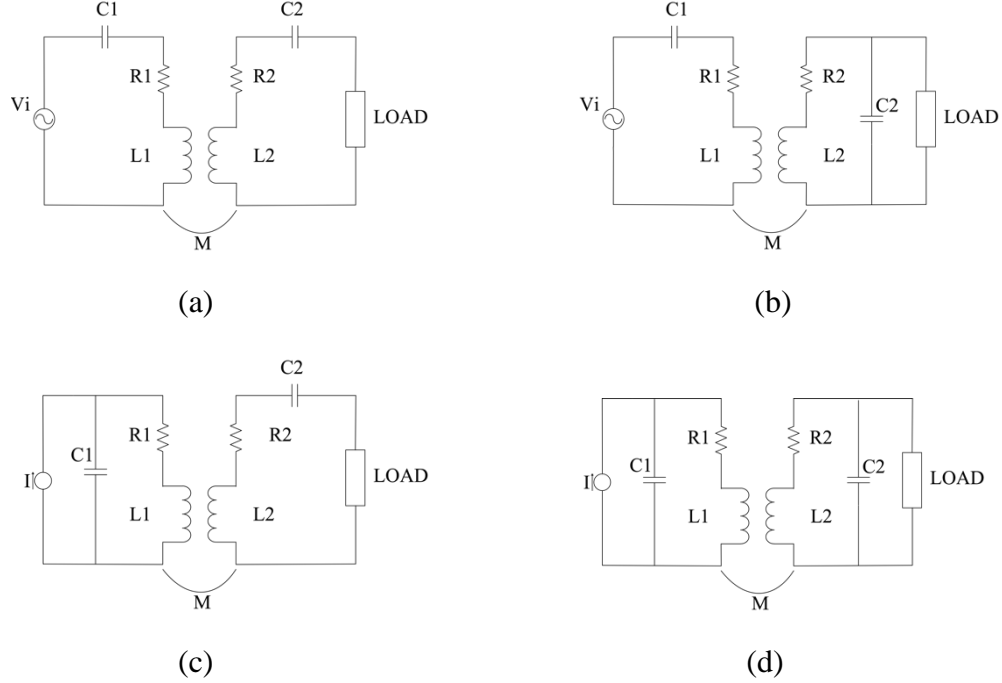 C1 C2
R1 R2
Vi
LOAD
L1 L2
M
(a)
C1
R1 R2
Vi
C2
LOAD
L1 L2
M
(b)
C2
R1 R2
C1
I
LOAD
L1 L2
M
(c)
R1 R2
C1 C2
I
LOAD
L1 L2
M
(d)